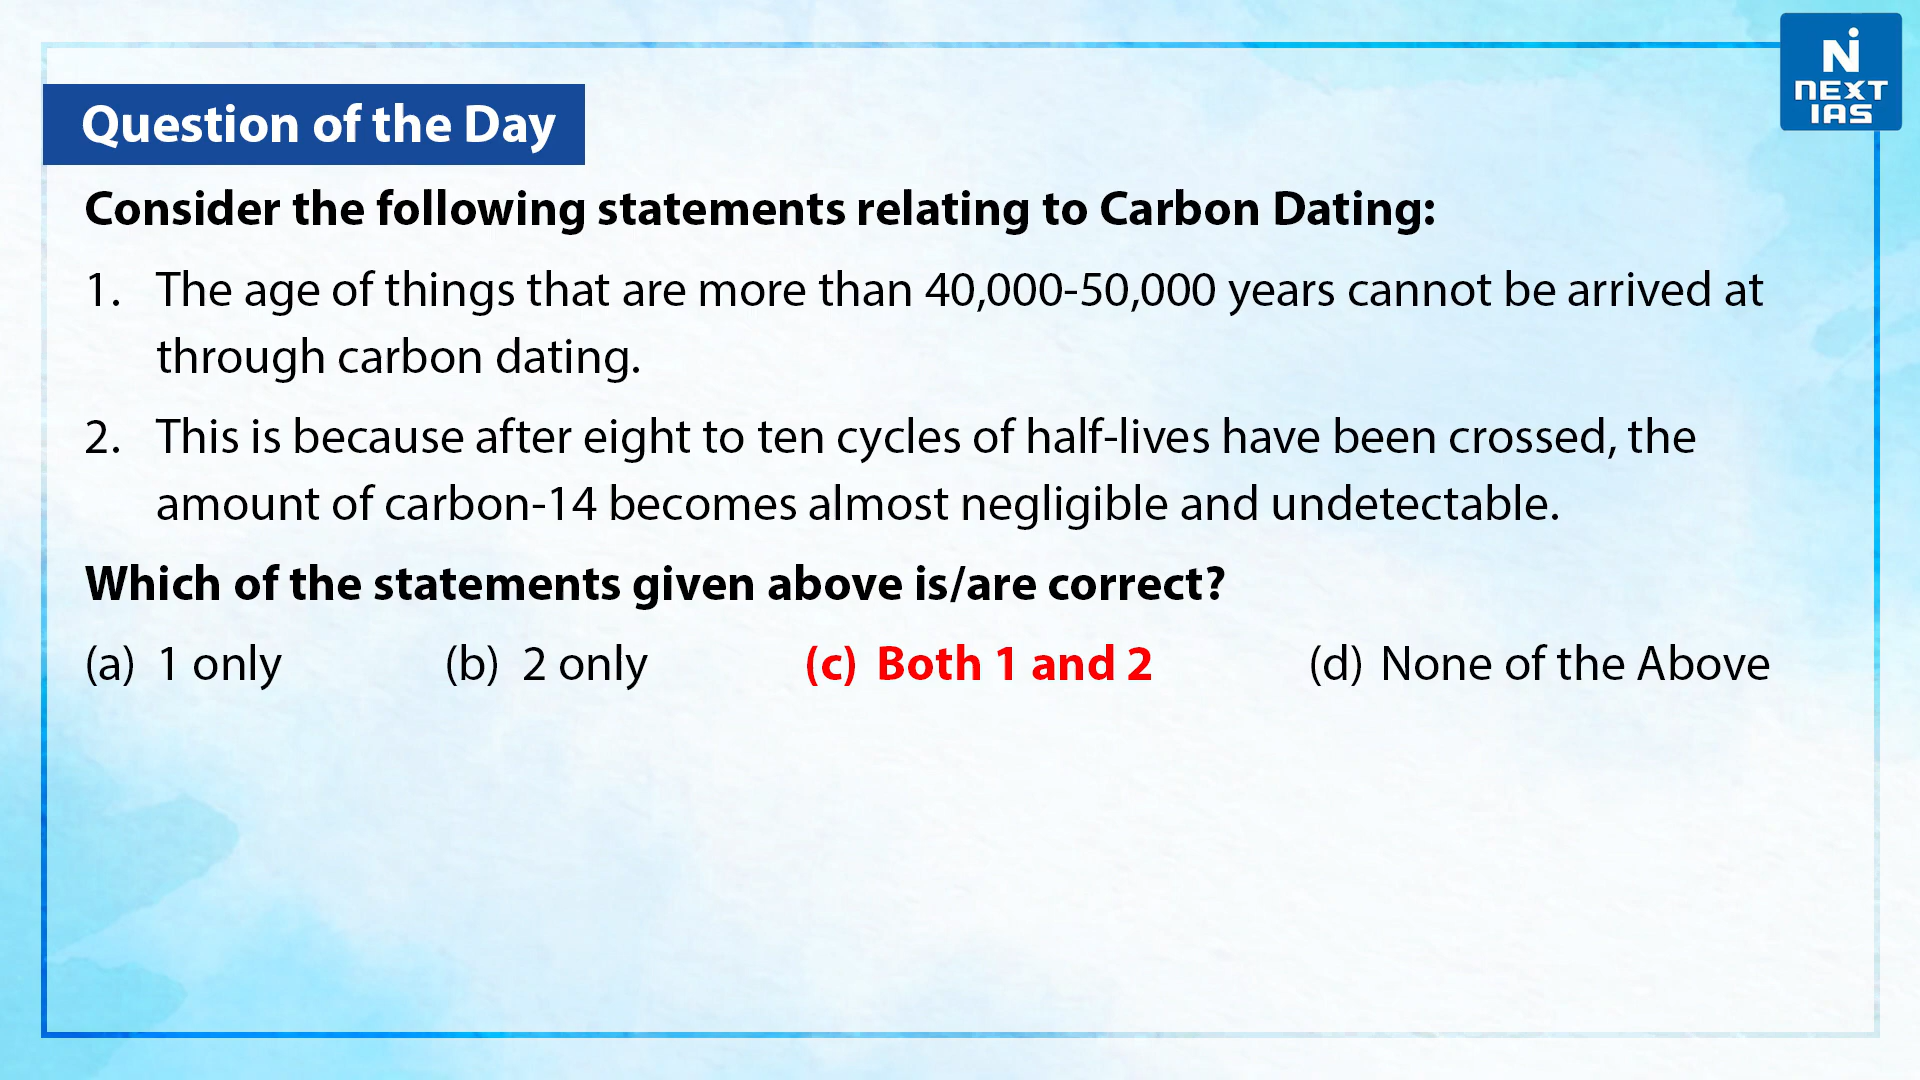 NEXT
IAS
Question of the Day
Consider the following statements relating to Carbon Dating:
1. The age of things that are more than 40,000-50,000 years cannot be arrived at
through carbon dating.
2. This is because after eight to ten cycles of half-lives have been crossed, the
amount of carbon-14 becomes almost negligible and undetectable.
Which of the statements given above is/are correct?
(a) 1 only (b) 2 only (c) Both 1 and 2 (d) None of the Above